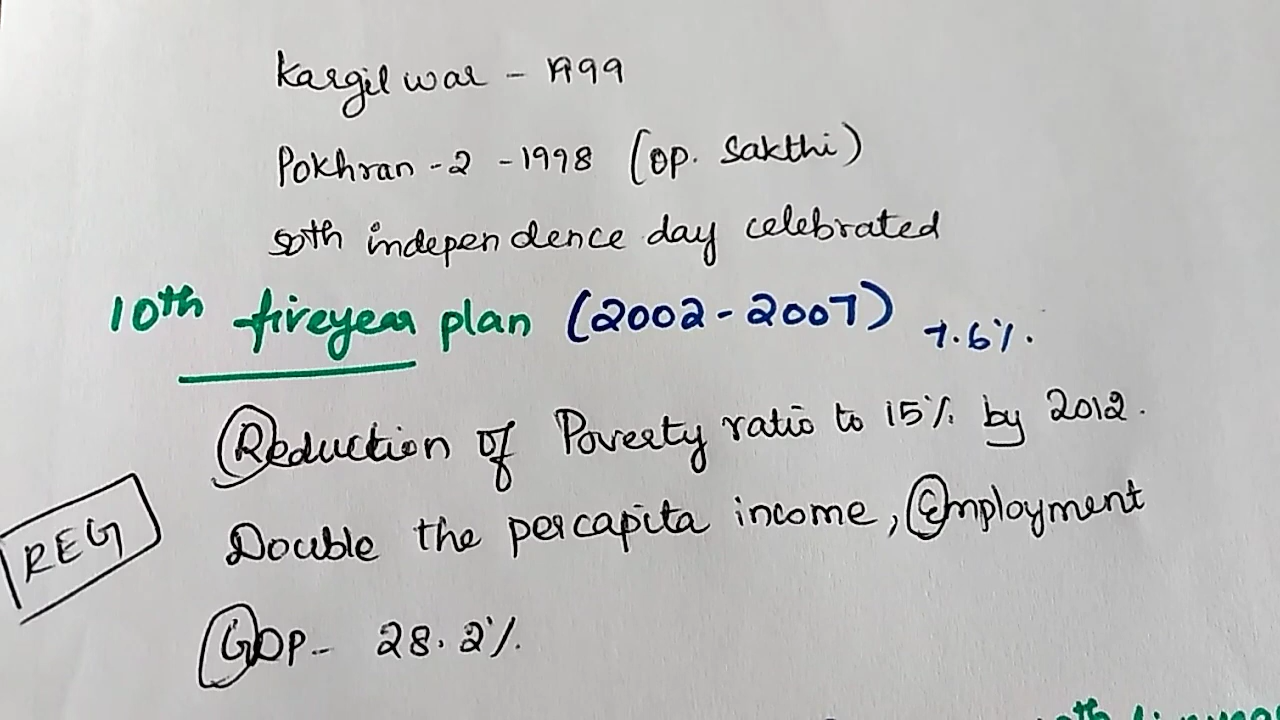 Kargil war - 1999
Pokhran - 2 - 1998 (op. Sakthi)
50th independence day celebrated
10th fiveyear plan (2002-2007) 7.6%.
Reduction of Poverty ratio to 15% by 2012.
REG
Double the percapita income, Employment
GDP - 28.2%.